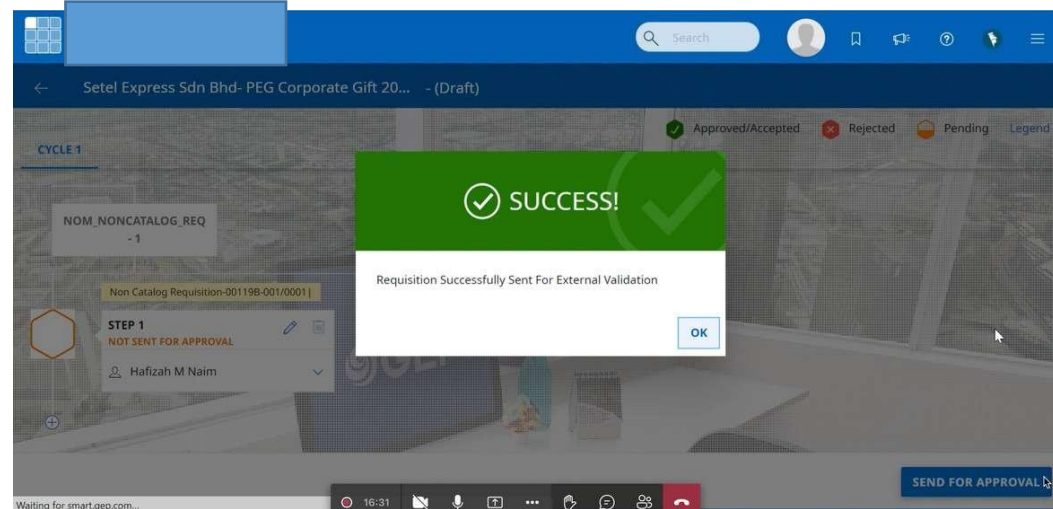 Search
Setel Express Sdn Bhd- PEG Corporate Gift 20... - (Draft)
Approved/Accepted Rejected Pending Legend
CYCLE 1
SUCCESS!
NOM_NONCATALOG_REQ
- 1
Requisition Successfully Sent For External Validation
Non Catalog Requisition-00119B-001/0001|
STEP 1
NOT SENT FOR APPROVAL
OK
Hafizah M Naim
SEND FOR APPROVAL
Waiting for smart.gep.com...
16:31